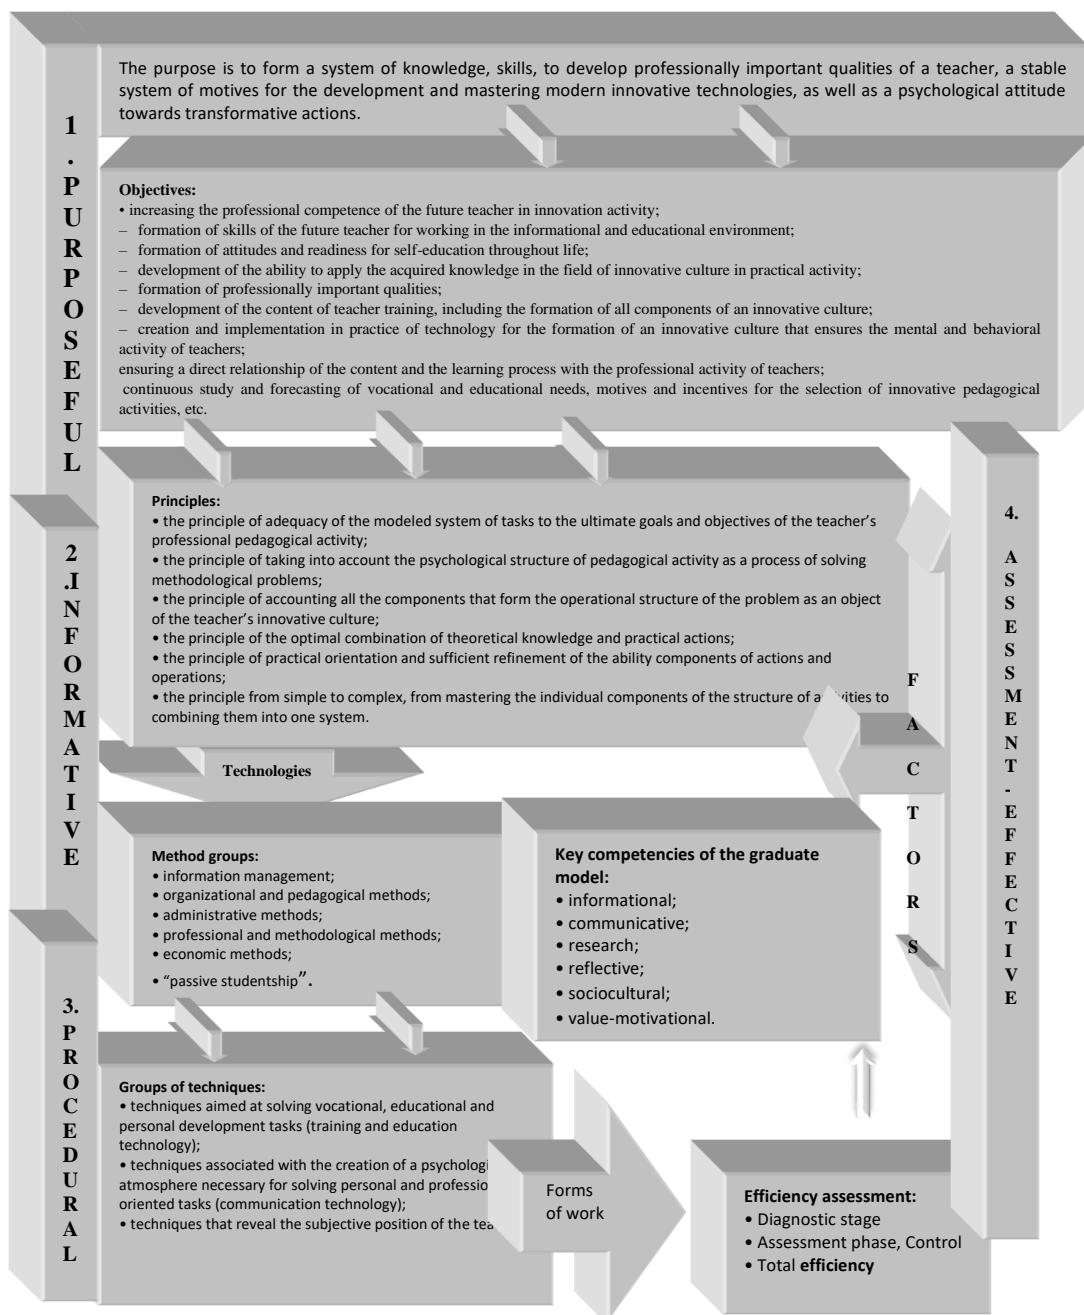 The purpose is to form a system of knowledge, skills, to develop professionally important qualities of a teacher, a stable
system of motives for the development and mastering modern innovative technologies, as well as a psychological attitude
towards transformative actions.
1.PURPOSEFUL
Objectives:
• increasing the professional competence of the future teacher in innovation activity;
– formation of skills of the future teacher for working in the informational and educational environment;
– formation of attitudes and readiness for self-education throughout life;
– development of the ability to apply the acquired knowledge in the field of innovative culture in practical activity;
– formation of professionally important qualities;
– development of the content of teacher training, including the formation of all components of an innovative culture;
– creation and implementation in practice of technology for the formation of an innovative culture that ensures the mental and behavioral
activity of teachers;
ensuring a direct relationship of the content and the learning process with the professional activity of teachers;
continuous study and forecasting of vocational and educational needs, motives and incentives for the selection of innovative pedagogical
activities, etc.
2.INFORMATIVE
Principles:
• the principle of adequacy of the modeled system of tasks to the ultimate goals and objectives of the teacher's
professional pedagogical activity;
• the principle of taking into account the psychological structure of pedagogical activity as a process of solving
methodological problems;
• the principle of accounting all the components that form the operational structure of the problem as an object
of the teacher's innovative culture;
• the principle of the optimal combination of theoretical knowledge and practical actions;
• the principle of practical orientation and sufficient refinement of the ability components of actions and
operations;
• the principle from simple to complex, from mastering the individual components of the structure of activities to
combining them into one system.
FACTORS
4. ASSESSMENT-EFFECTIVE
Technologies
Method groups:
• information management;
• organizational and pedagogical methods;
• administrative methods;
• professional and methodological methods;
• economic methods;
• “passive studentship”.
Key competencies of the graduate
model:
• informational;
• communicative;
• research;
• reflective;
• sociocultural;
• value-motivational.
3.PROCEDURAL
Groups of techniques:
• techniques aimed at solving vocational, educational and
personal development tasks (training and education
technology);
• techniques associated with the creation of a psychologi
atmosphere necessary for solving personal and professio
oriented tasks (communication technology);
• techniques that reveal the subjective position of the tea
Forms
of work
Efficiency assessment:
• Diagnostic stage
• Assessment phase, Control
• Total efficiency